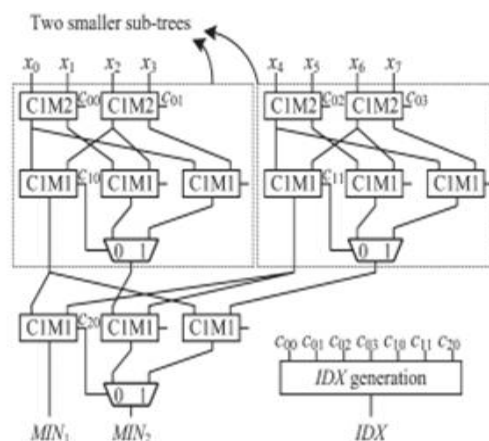 Two smaller sub-trees
x0 x1 x2 x3 x4 x5 x6 x7
C1M2 c00 C1M2 c01 C1M2 c02 C1M2 c03
C1M1 c10 C1M1 C1M1 C1M1 c11 C1M1 C1M1
0 1 0 1
C1M1 c20 C1M1 C1M1
c00 c01 c02 c03 c10 c11 c20
0 1
IDX generation
MIN1 MIN2 IDX